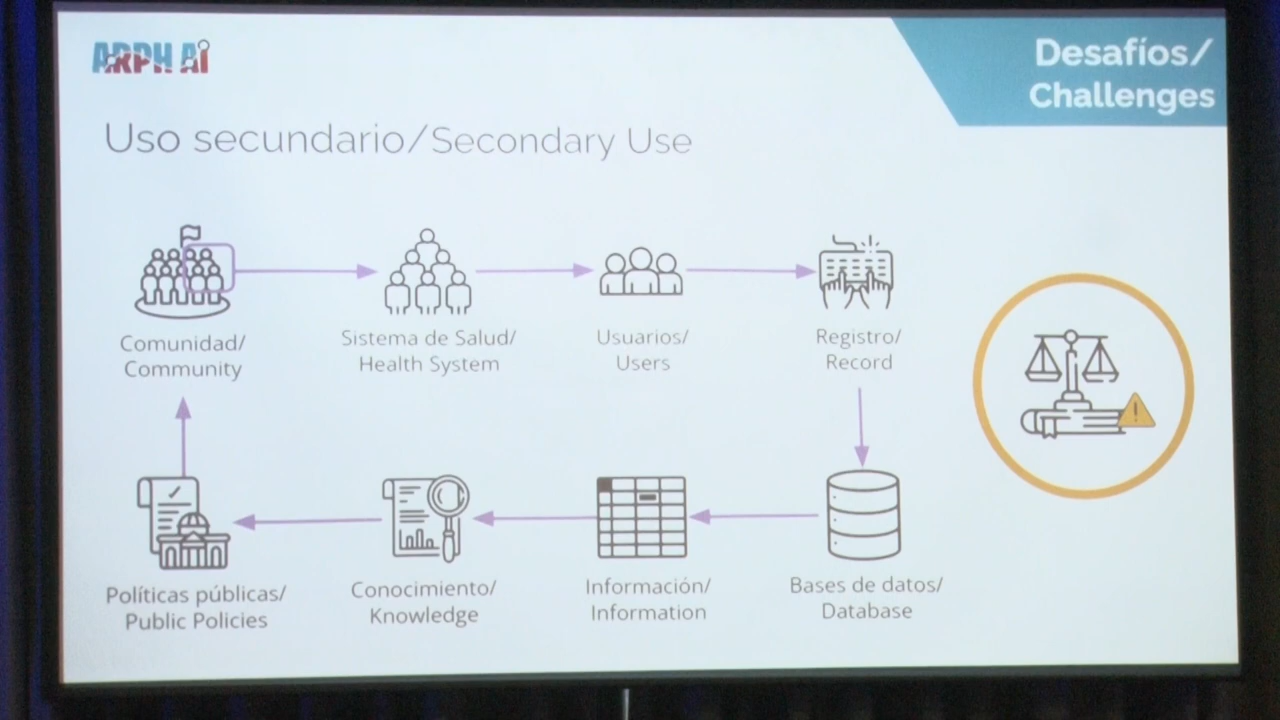 ARPH AI
Desafíos/
Challenges
Uso secundario/Secondary Use
Comunidad/
Community
Sistema de Salud/
Health System
Usuarios/
Users
Registro/
Record
Políticas públicas/
Public Policies
Conocimiento/
Knowledge
Información/
Information
Bases de datos/
Database